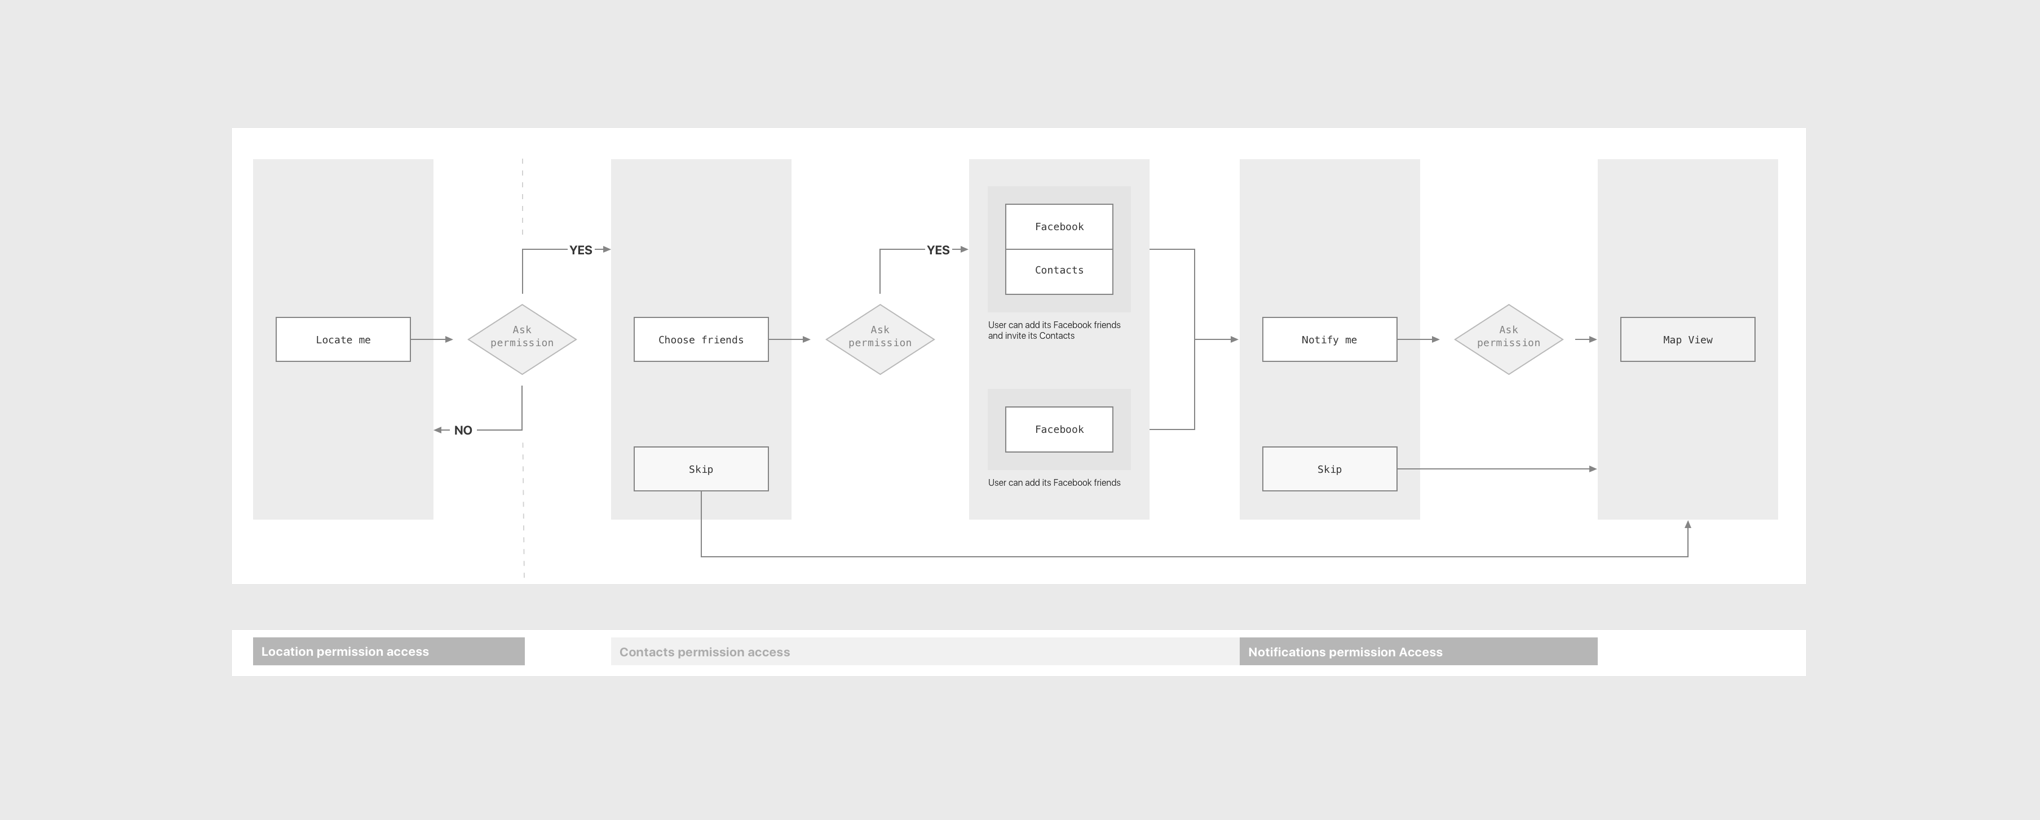 YES
YES
Facebook
Contacts
User can add its Facebook friends
and invite its Contacts
Locate me
Ask
permission
Choose friends
Ask
permission
Notify me
Ask
permission
Map View
NO
Facebook
Skip
Skip
User can add its Facebook friends
Location permission access
Contacts permission access
Notifications permission Access